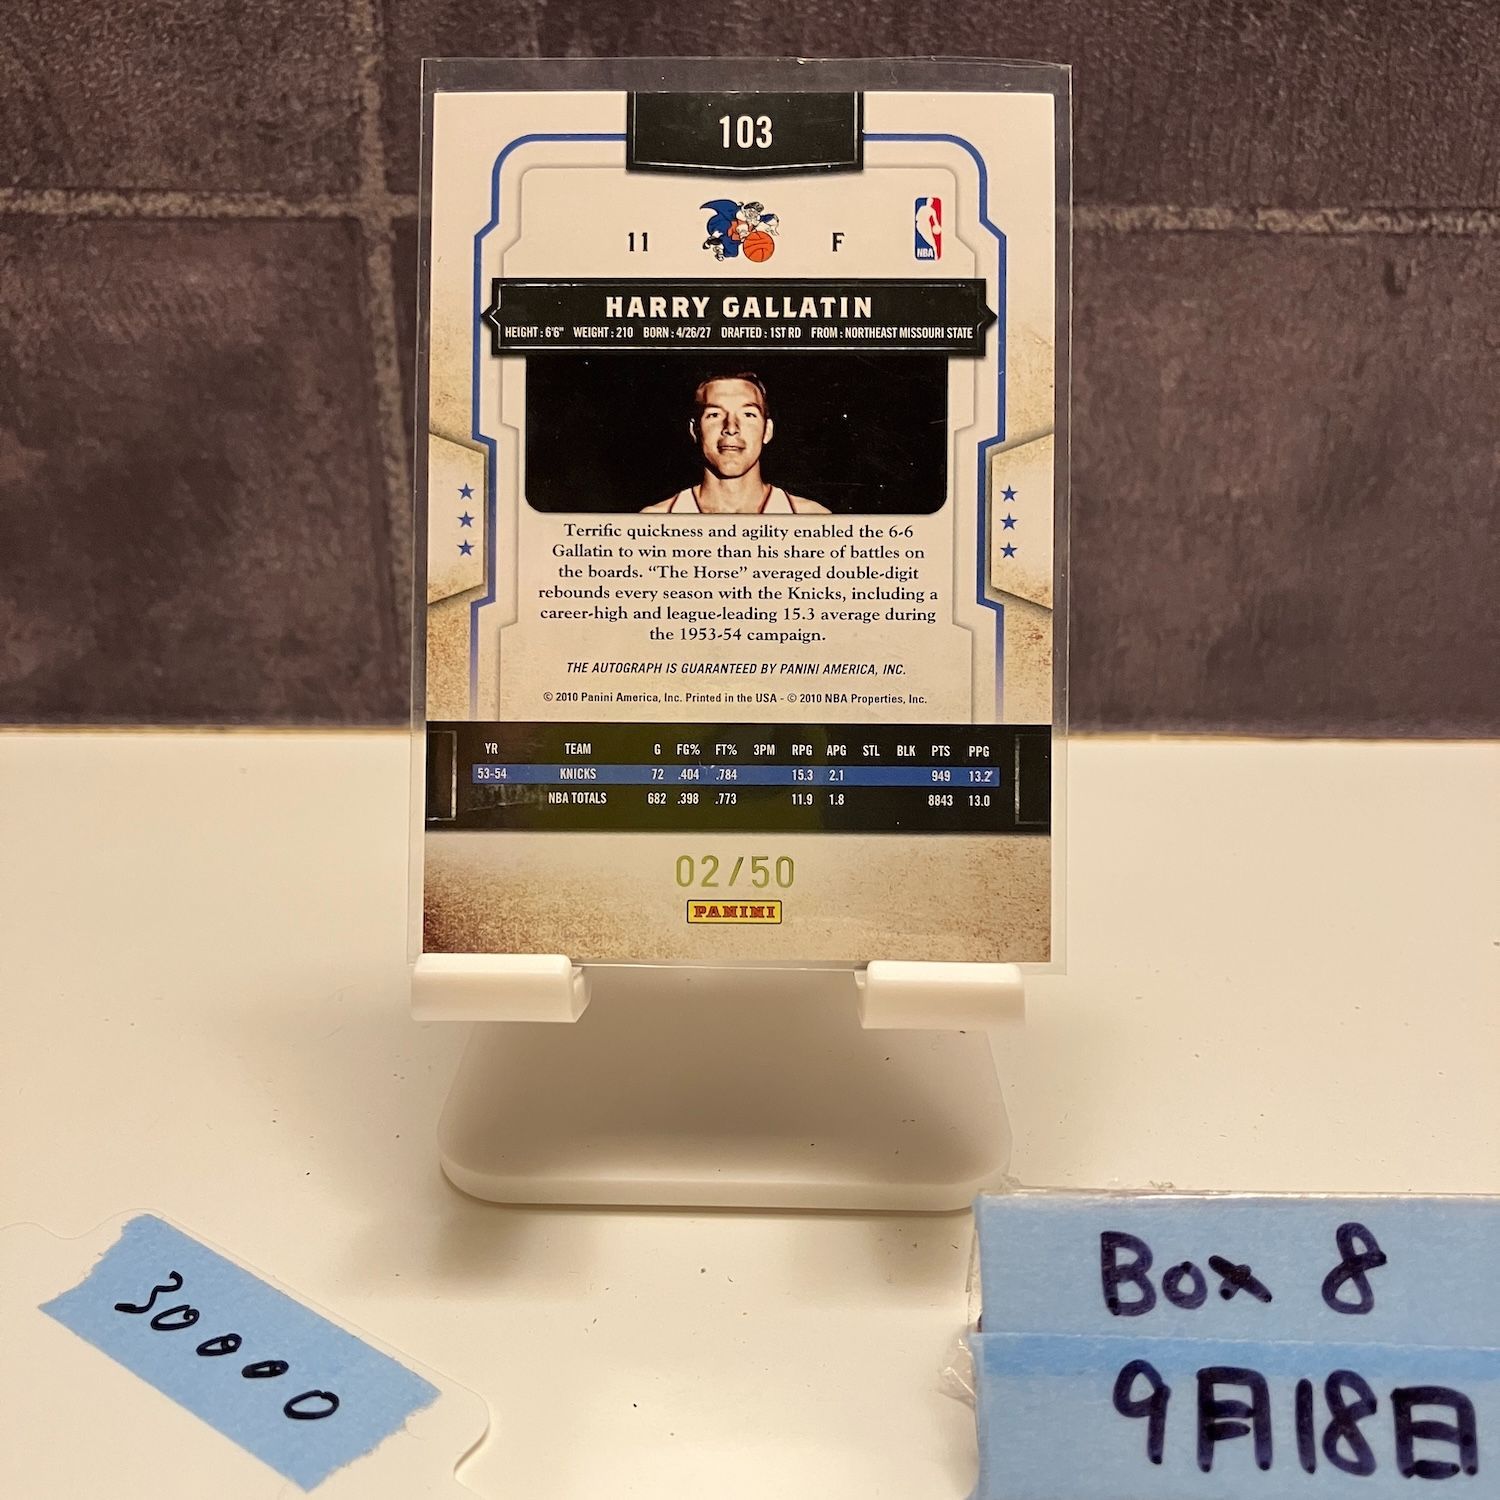 103
11 F
NBA
HARRY GALLATIN
HEIGHT : 6'6" WEIGHT : 210 BORN : 4/26/27 DRAFTED : 1ST RD FROM : NORTHEAST MISSOURI STATE
Terrific quickness and agility enabled the 6-6
Gallatin to win more than his share of battles on
the boards. “The Horse” averaged double-digit
rebounds every season with the Knicks, including a
career-high and league-leading 15.3 average during
the 1953-54 campaign.
THE AUTOGRAPH IS GUARANTEED BY PANINI AMERICA, INC.
© 2010 Panini America, Inc. Printed in the USA - © 2010 NBA Properties, Inc.
YR TEAM G FG% FT% 3PM RPG APG STL BLK PTS PPG
53-54 KNICKS 72 .404 .784 15.3 2.1 949 13.2
NBA TOTALS 682 .398 .773 11.9 1.8 8843 13.0
02/50
PANINI
30000
Box 8
9月18日